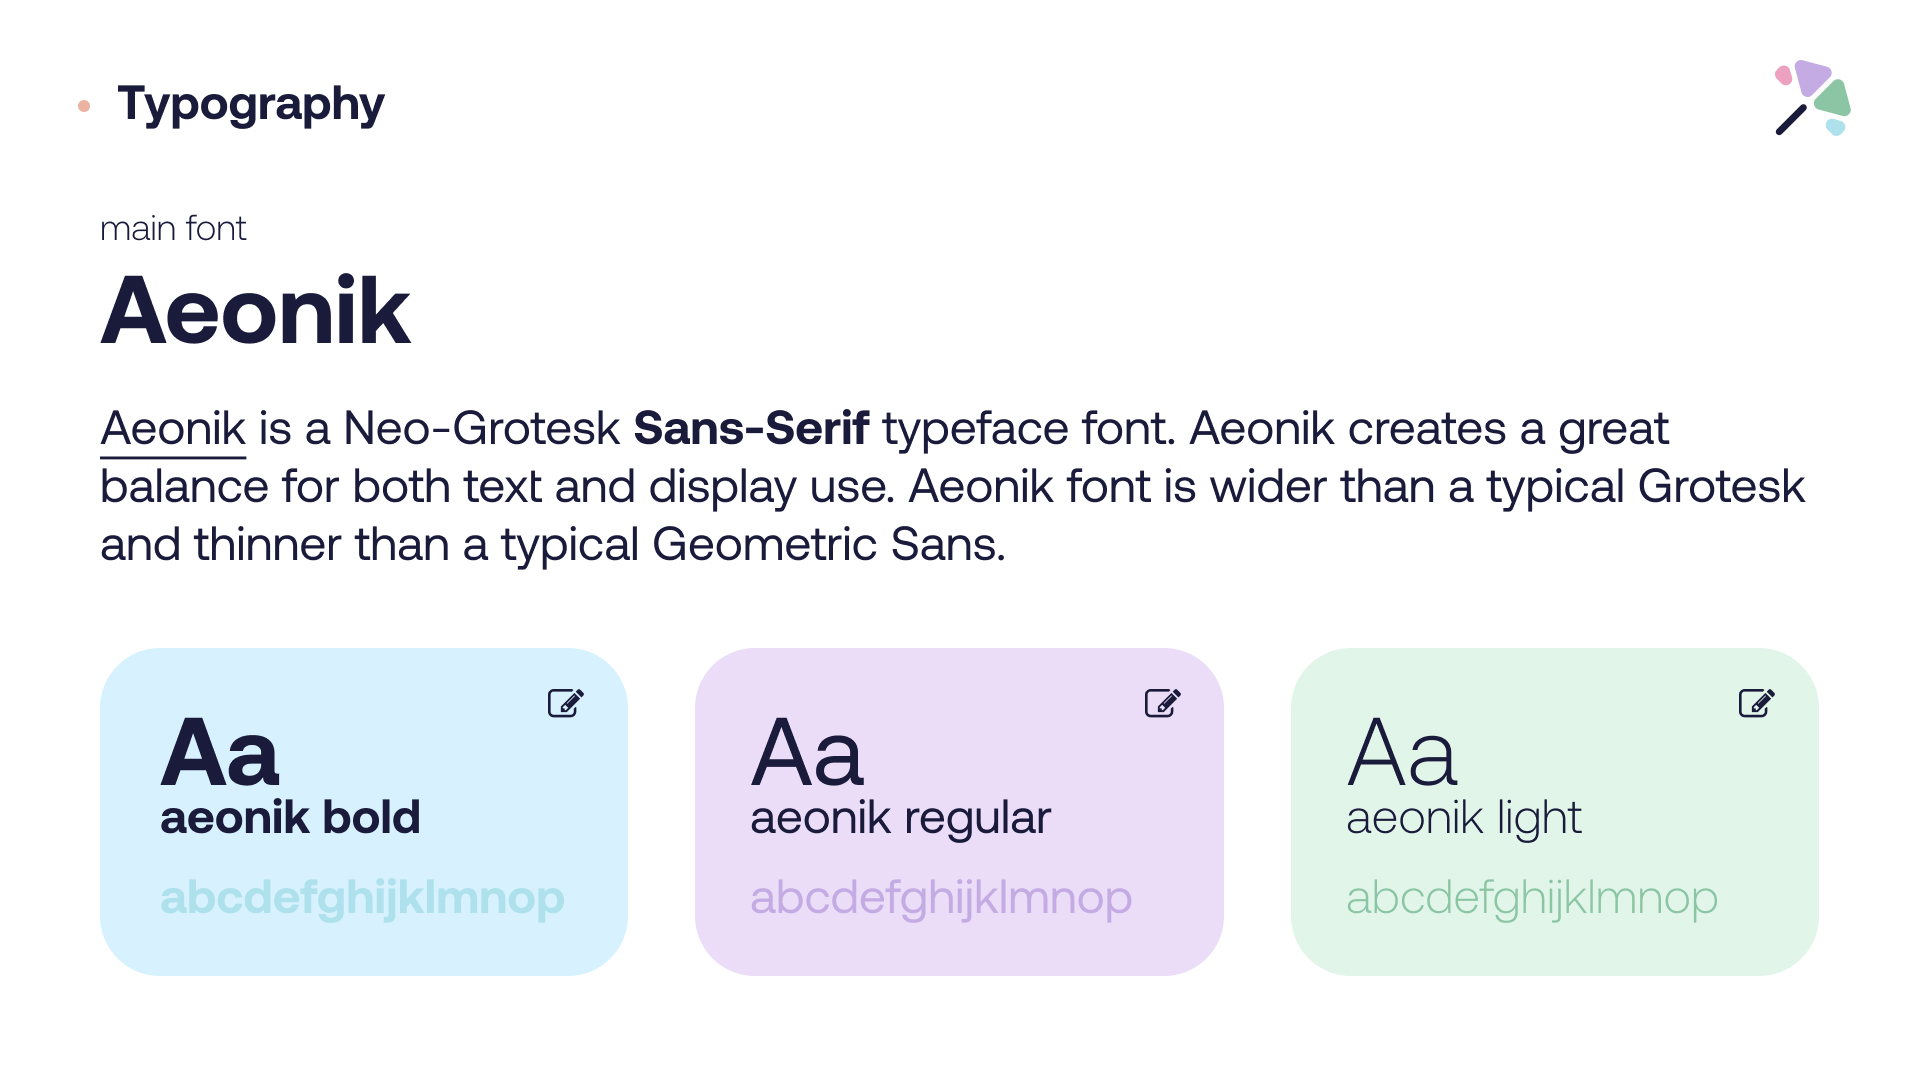 Typography
main font
Aeonik
Aeonik is a Neo-Grotesk Sans-Serif typeface font. Aeonik creates a great
balance for both text and display use. Aeonik font is wider than a typical Grotesk
and thinner than a typical Geometric Sans.
Aa
aeonik bold
abcdefghijklmnop
Aa
aeonik regular
abcdefghijklmnop
Aa
aeonik light
abcdefghijklmnop